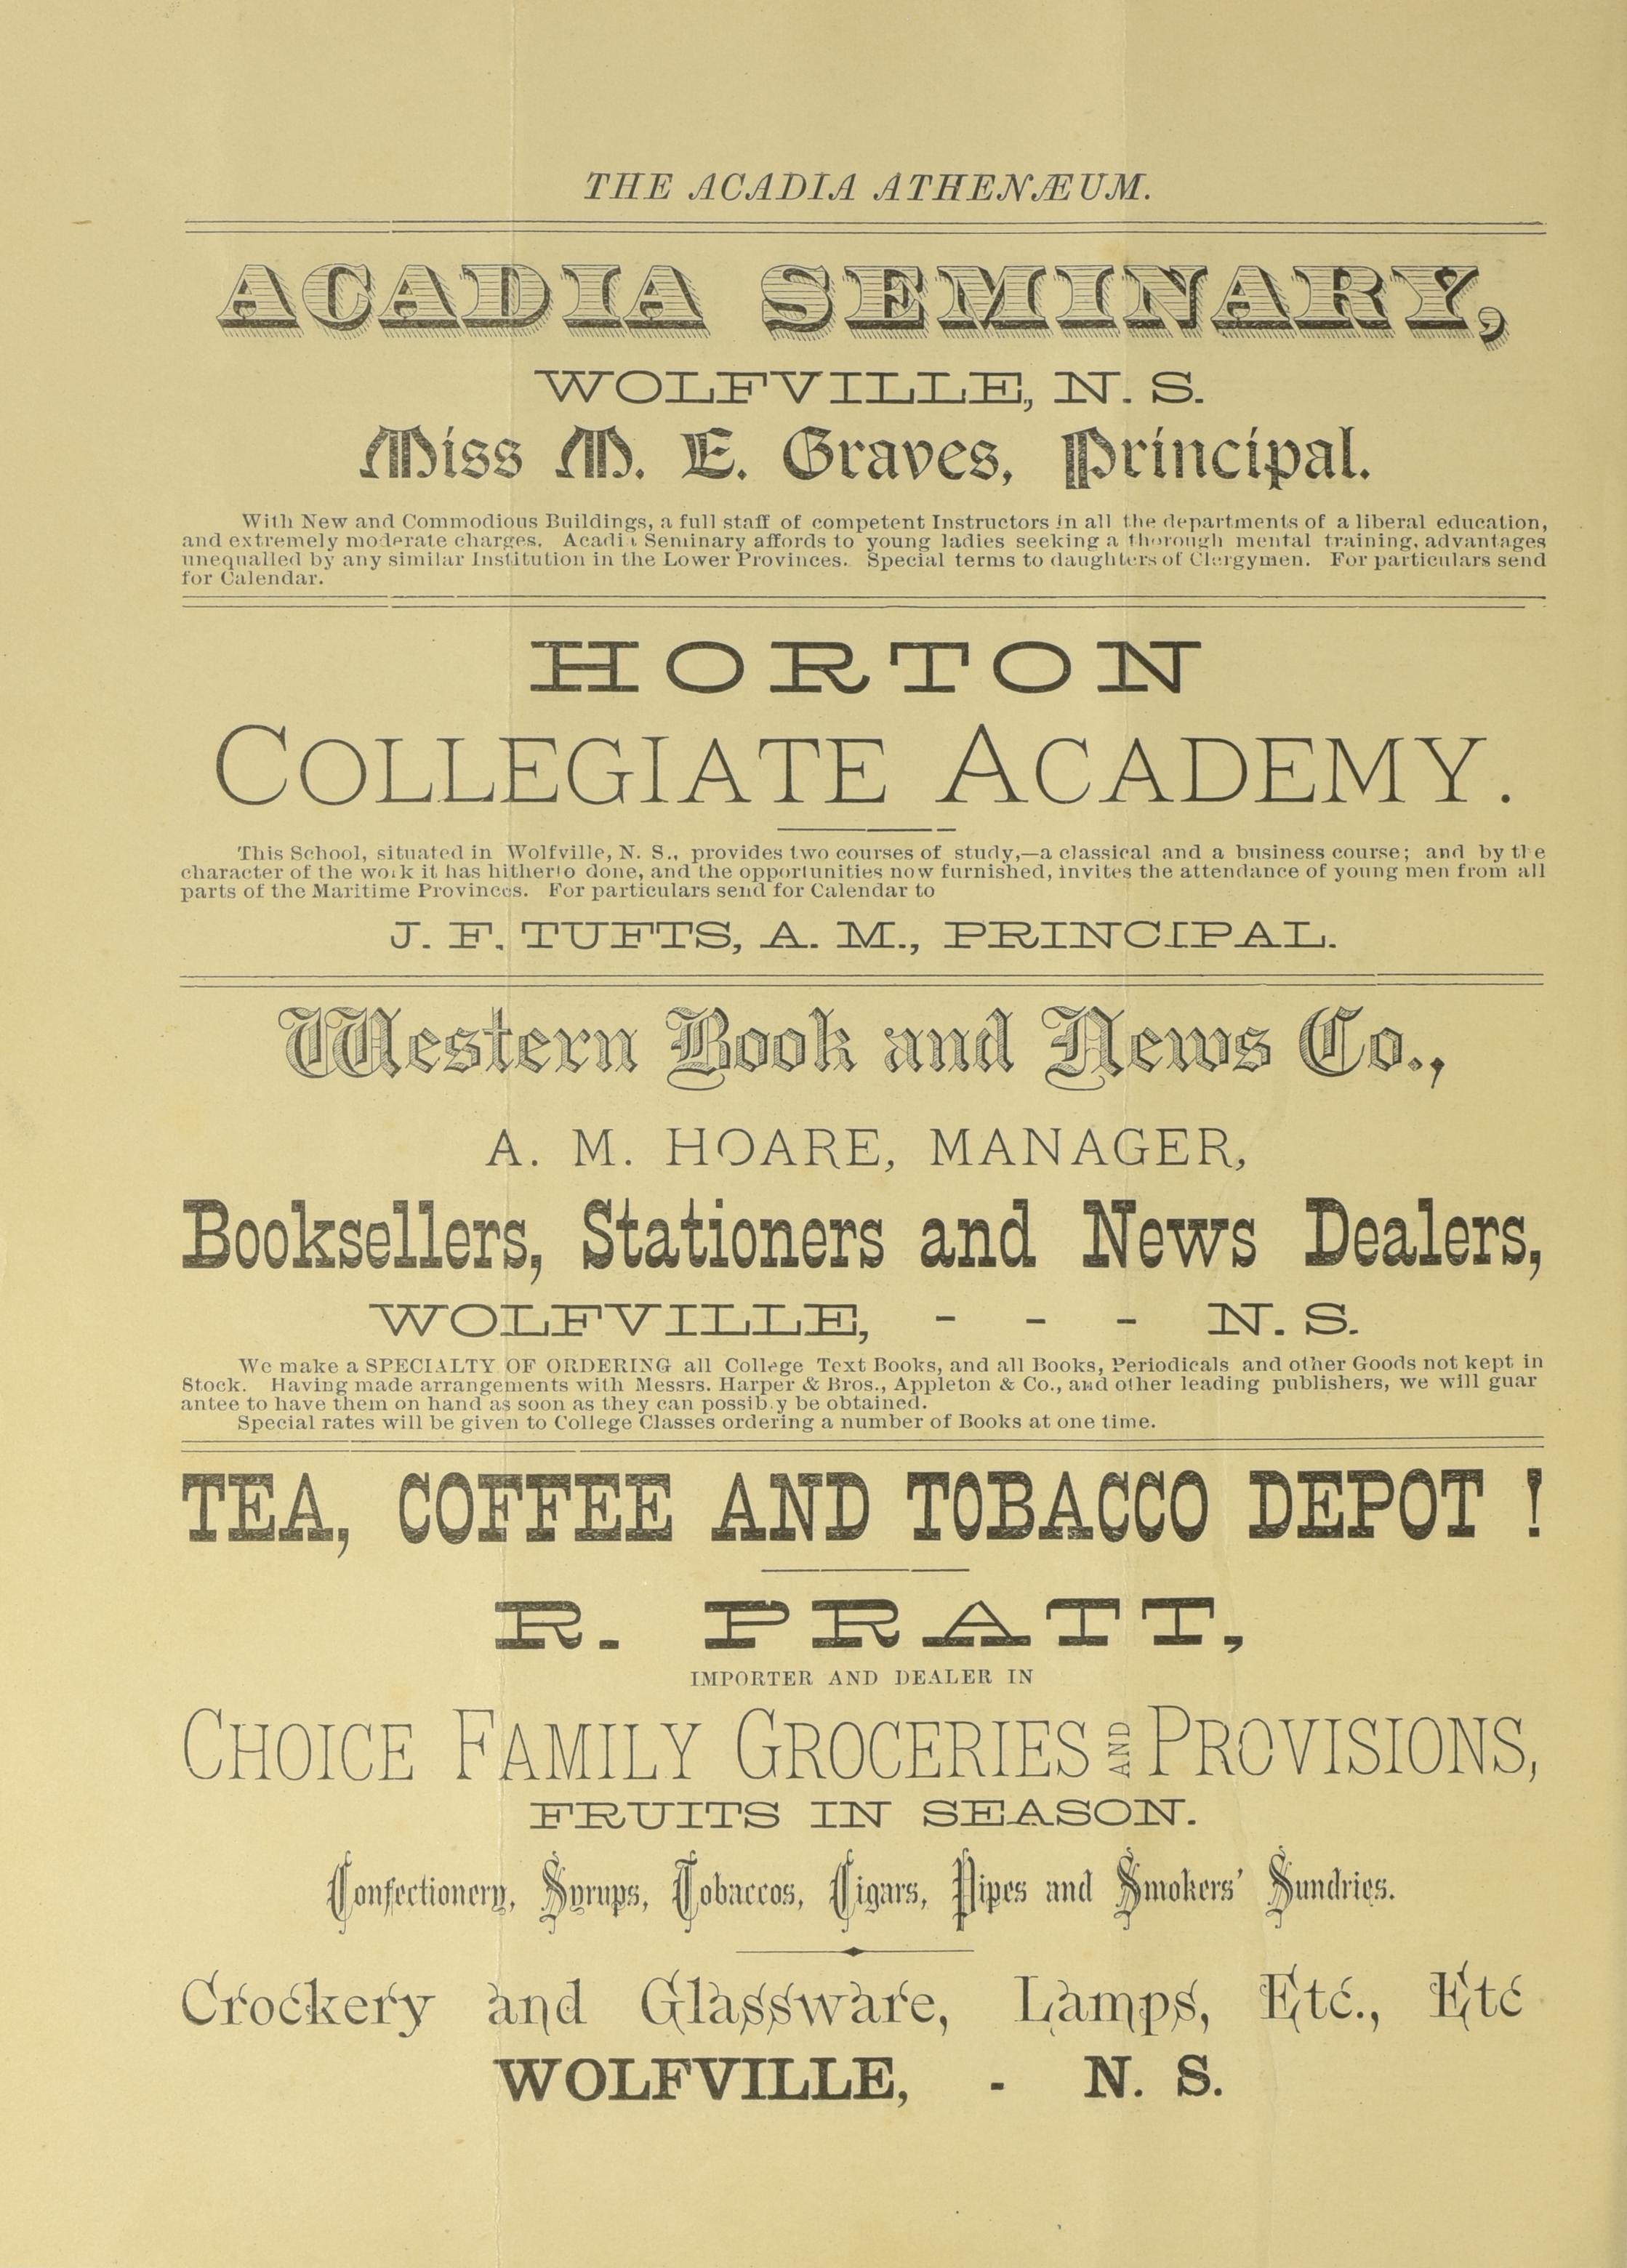 THE ACADIA ATHENÆUM.
ACADIA SEMINARY,
WOLFVILLE, N. S.
Miss M. E. Graves, Principal.
With New and Commodious Buildings, a full staff of competent Instructors in all the departments of a liberal education,
and extremely moderate charges. Acadia Seminary affords to young ladies seeking a thorough mental training, advantages
unequalled by any similar Institution in the Lower Provinces. Special terms to daughters of Clergymen. For particulars send
for Calendar.
HORTON
COLLEGIATE ACADEMY.
This School, situated in Wolfville, N. S., provides two courses of study,—a classical and a business course; and by the
character of the work it has hitherto done, and the opportunities now furnished, invites the attendance of young men from all
parts of the Maritime Provinces. For particulars send for Calendar to
J. F. TUFTS, A. M., PRINCIPAL.
Western Book and News Co.,
A. M. HOARE, MANAGER,
Booksellers, Stationers and News Dealers,
WOLFVILLE, - - - N. S.
We make a SPECIALTY OF ORDERING all College Text Books, and all Books, Periodicals and other Goods not kept in
Stock. Having made arrangements with Messrs. Harper & Bros., Appleton & Co., and other leading publishers, we will guar
antee to have them on hand as soon as they can possibly be obtained.
Special rates will be given to College Classes ordering a number of Books at one time.
TEA, COFFEE AND TOBACCO DEPOT !
R. PRATT,
IMPORTER AND DEALER IN
CHOICE FAMILY GROCERIES AND PROVISIONS,
FRUITS IN SEASON.
Confectionery, Syrups, Tobaccos, Cigars, Pipes and Smokers' Sundries.
Crockery and Glassware, Lamps, Etc., Etc
WOLFVILLE, - N. S.